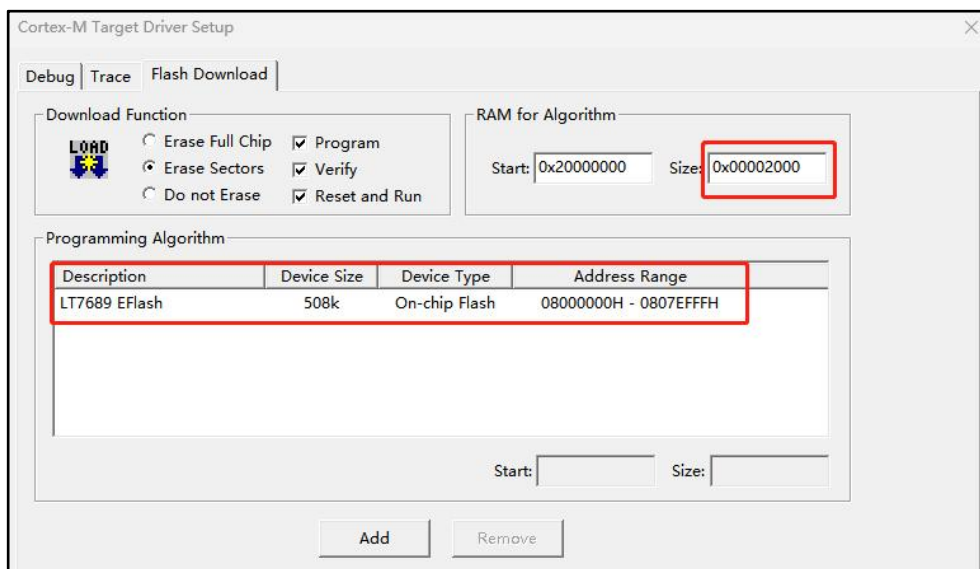 Cortex-M Target Driver Setup
Debug Trace Flash Download
Download Function
LOAD
Erase Full Chip Program
Erase Sectors Verify
Do not Erase Reset and Run
RAM for Algorithm
Start: 0x20000000 Size: 0x00002000
Programming Algorithm
Description Device Size Device Type Address Range
LT7689 EFlash 508k On-chip Flash 08000000H - 0807EFFFH
Start: Size:
Add Remove